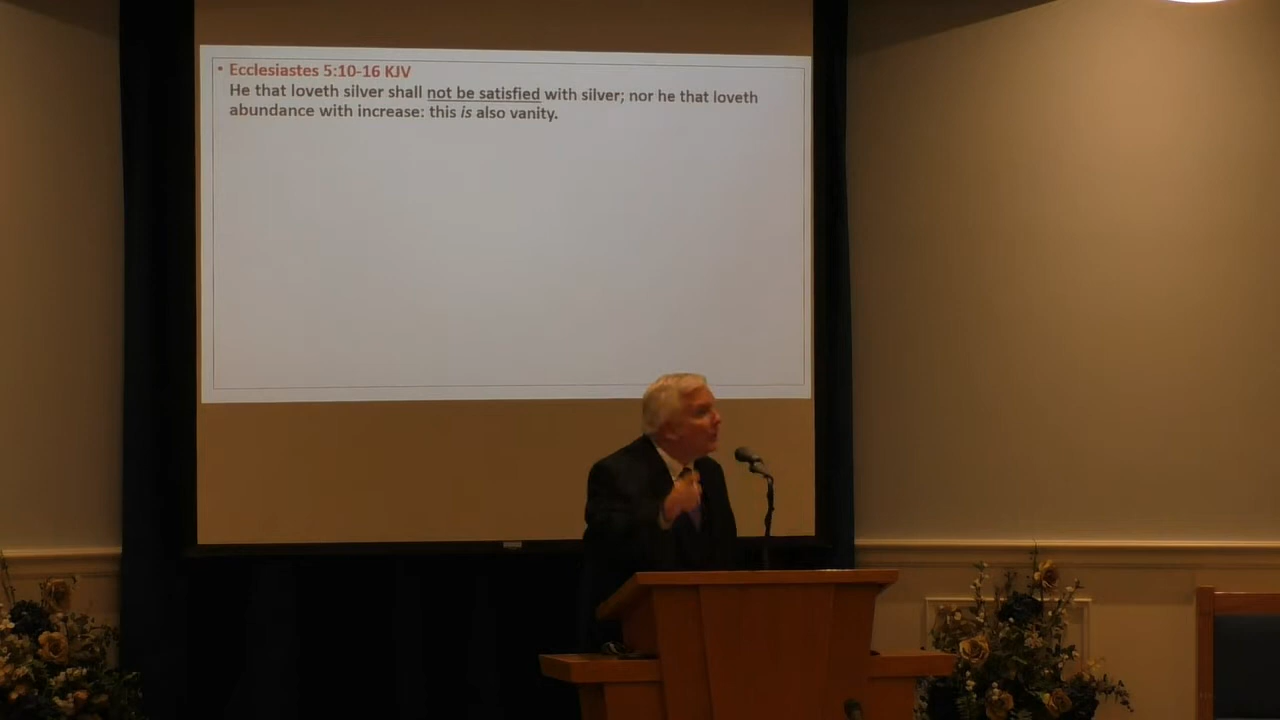 • Ecclesiastes 5:10-16 KJV
He that loveth silver shall not be satisfied with silver; nor he that loveth
abundance with increase: this is also vanity.